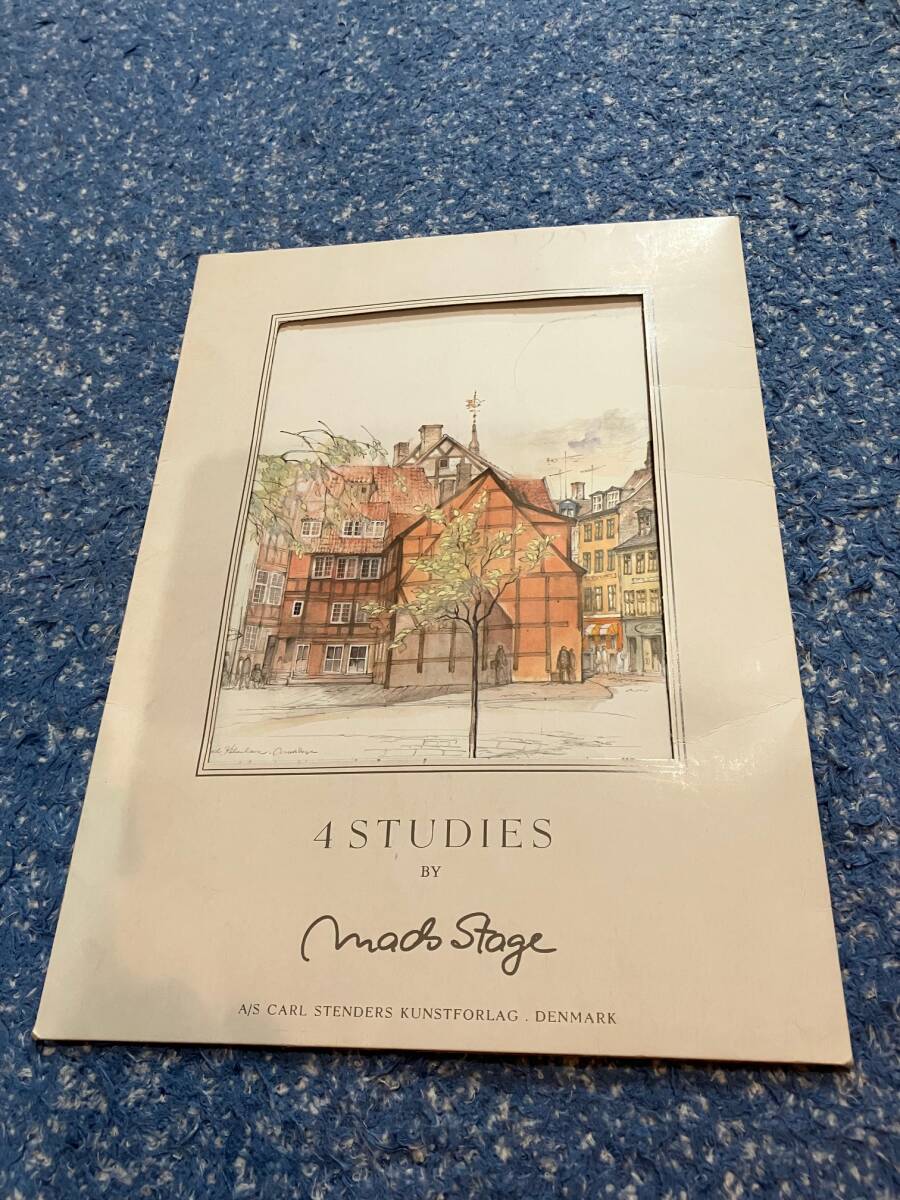 4 STUDIES
BY
Mads Stage
A/S CARL STENDERS KUNSTFORLAG . DENMARK